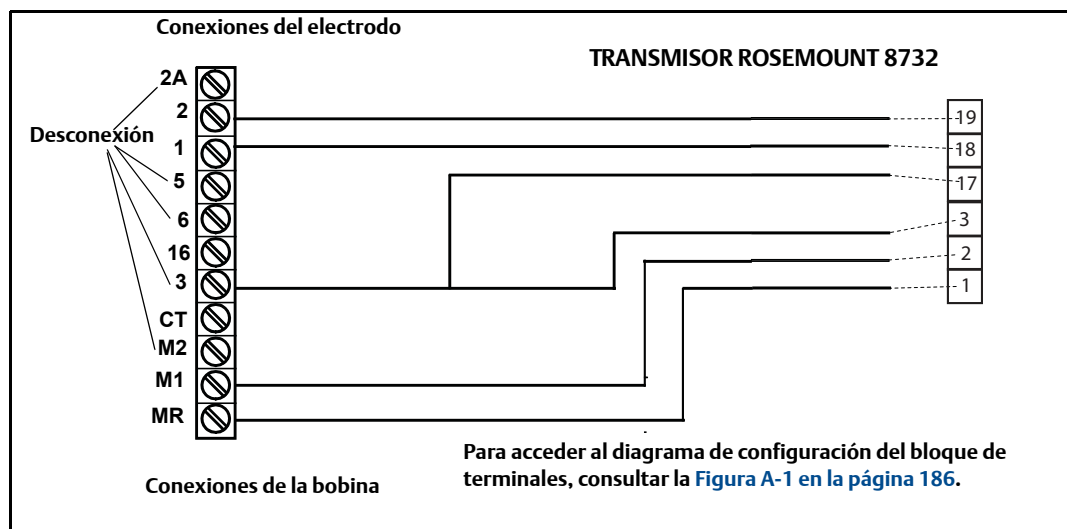 Conexiones del electrodo
TRANSMISOR ROSEMOUNT 8732
2A
2
Desconexión
1
5
6
16
3
CT
M2
M1
MR
19
18
17
3
2
1
Para acceder al diagrama de configuración del bloque de
terminales, consultar la Figura A-1 en la página 186.
Conexiones de la bobina